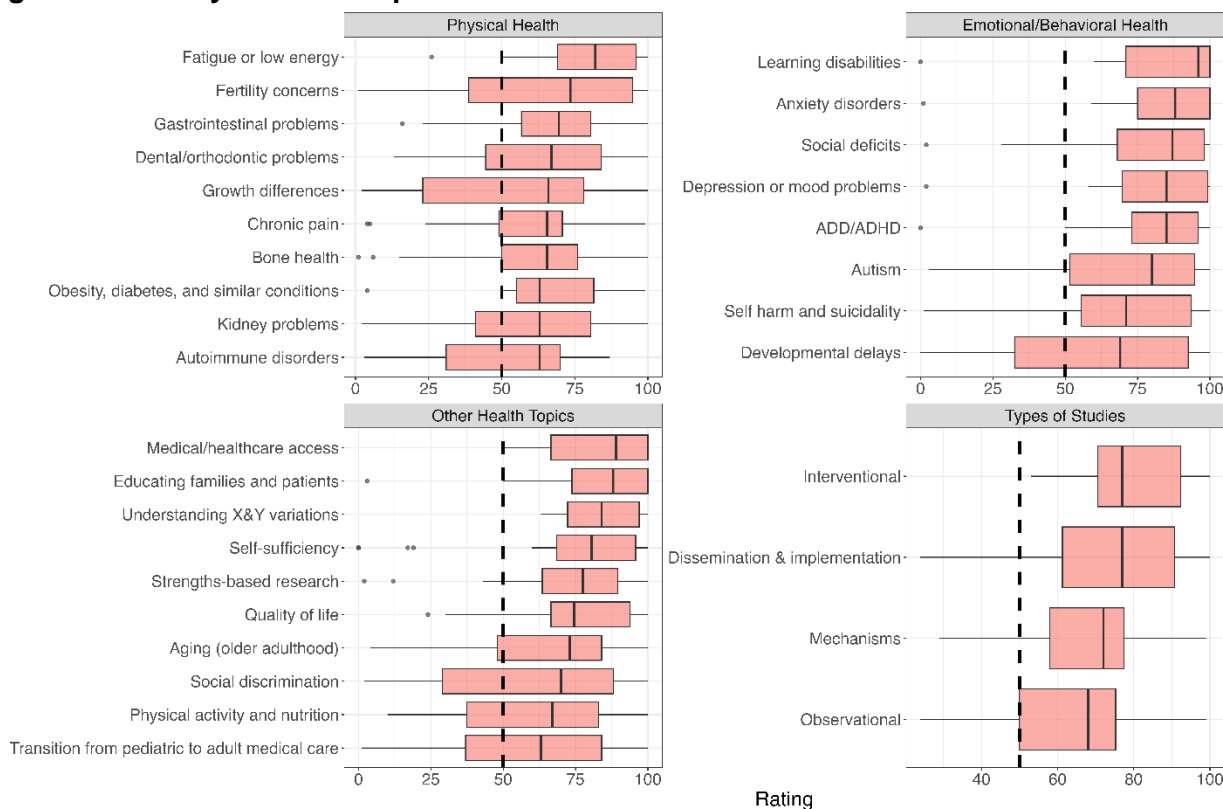 Physical Health
Fatigue or low energy
Fertility concerns
Gastrointestinal problems
Dental/orthodontic problems
Growth differences
Chronic pain
Bone health
Obesity, diabetes, and similar conditions
Kidney problems
Autoimmune disorders
0 25 50 75 100
Emotional/Behavioral Health
Learning disabilities
Anxiety disorders
Social deficits
Depression or mood problems
ADD/ADHD
Autism
Self harm and suicidality
Developmental delays
0 25 50 75 100
Other Health Topics
Medical/healthcare access
Educating families and patients
Understanding X&Y variations
Self-sufficiency
Strengths-based research
Quality of life
Aging (older adulthood)
Social discrimination
Physical activity and nutrition
Transition from pediatric to adult medical care
0 25 50 75 100
Types of Studies
Interventional
Dissemination & implementation
Mechanisms
Observational
40 60 80 100
Rating